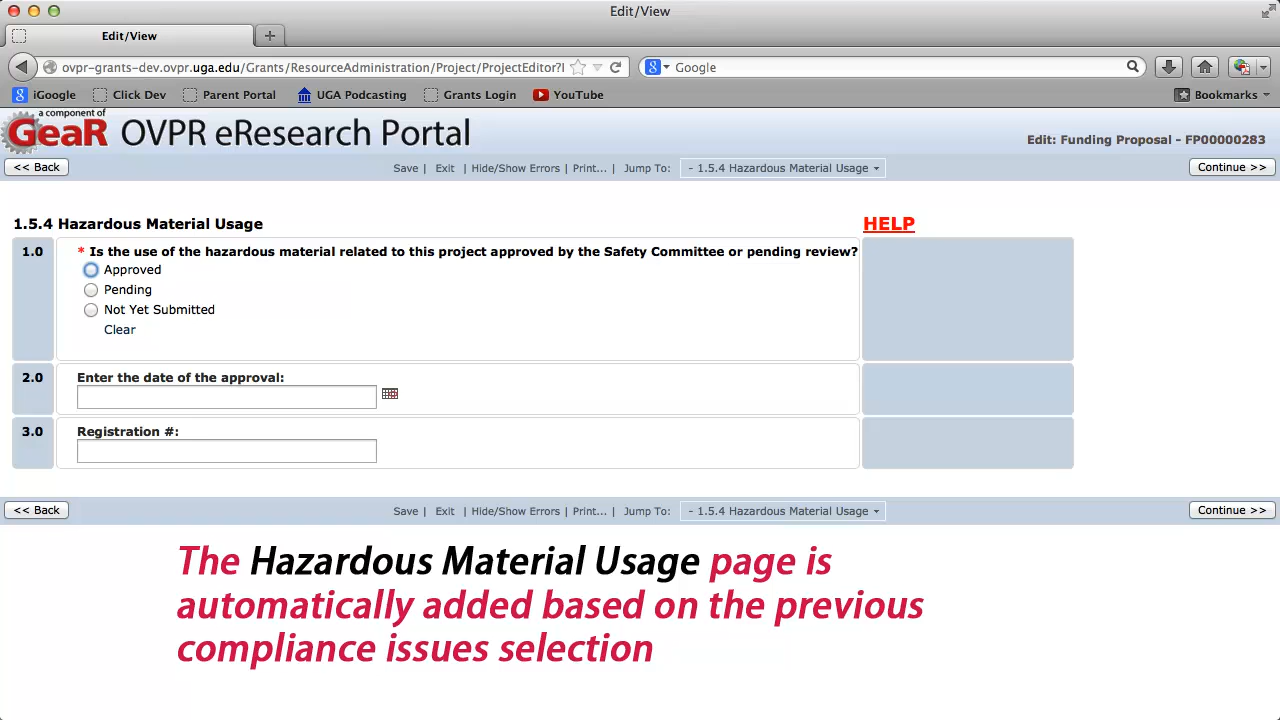 Edit/View
Edit/View
ovpr-grants-dev.ovpr.uga.edu/Grants/ResourceAdministration/Project/ProjectEditor?I
Google
iGoogle Click Dev Parent Portal UGA Podcasting Grants Login YouTube Bookmarks
a component of
GeaR OVPR eResearch Portal
Edit: Funding Proposal - FP00000283
<< Back Save | Exit | Hide/Show Errors | Print... | Jump To: - 1.5.4 Hazardous Material Usage Continue >>
1.5.4 Hazardous Material Usage HELP
1.0 * Is the use of the hazardous material related to this project approved by the Safety Committee or pending review?
Approved
Pending
Not Yet Submitted
Clear
2.0 Enter the date of the approval:
3.0 Registration #:
<< Back Save | Exit | Hide/Show Errors | Print... | Jump To: - 1.5.4 Hazardous Material Usage Continue >>
The Hazardous Material Usage page is
automatically added based on the previous
compliance issues selection